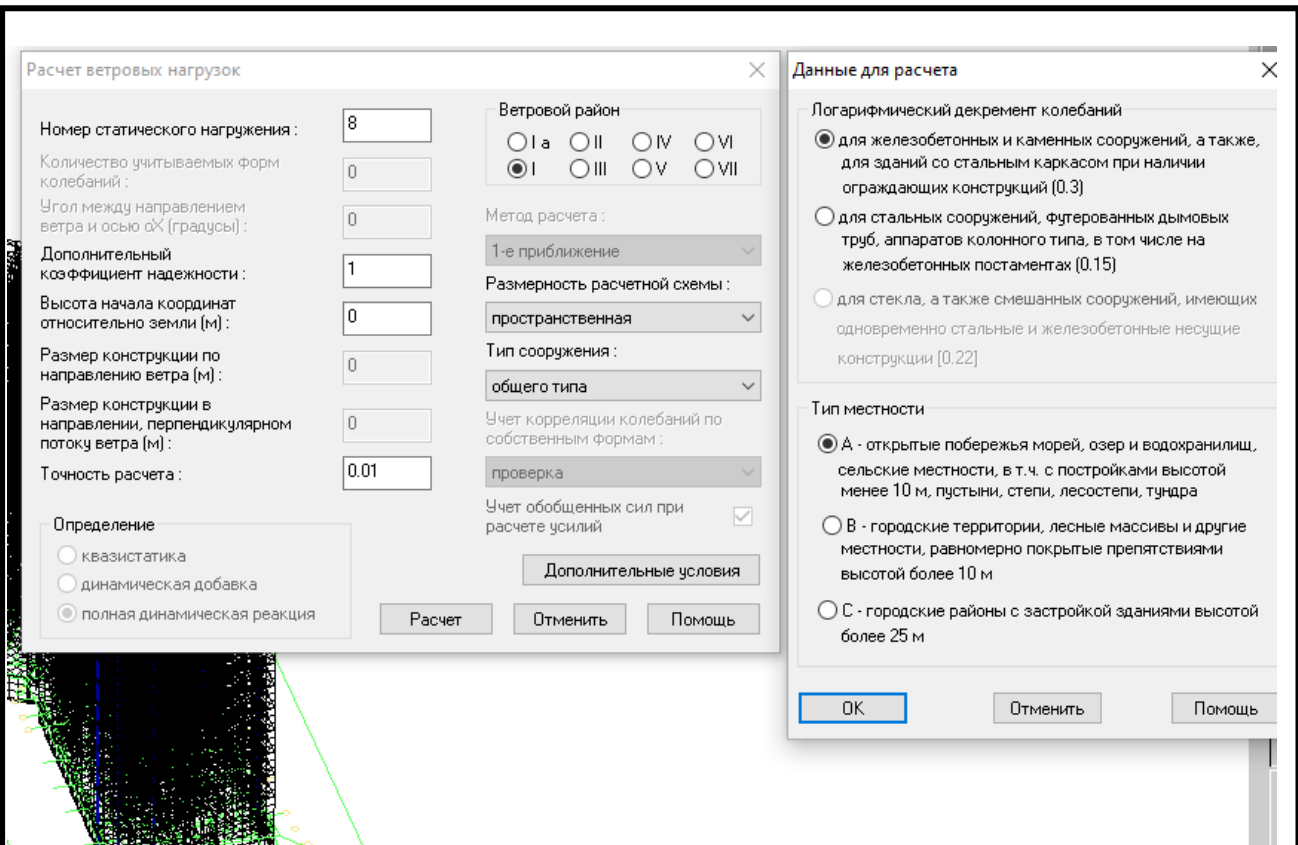 Расчет ветровых нагрузок
Номер статического нагружения :
8
Количество учитываемых форм
колебаний :
0
Угол между направлением
ветра и осью oX (градусы) :
0
Дополнительный
коэффициент надежности :
1
Высота начала координат
относительно земли (м) :
0
Размер конструкции по
направлению ветра (м) :
0
Размер конструкции в
направлении, перпендикулярном
потоку ветра (м) :
0
Точность расчета :
0.01
Определение
квазистатика
динамическая добавка
полная динамическая реакция
Ветровой район
I а II IV VI
I III V VII
Метод расчета :
1-е приближение
Размерность расчетной схемы :
пространственная
Тип сооружения :
общего типа
Учет корреляции колебаний по
собственным формам :
проверка
Учет обобщенных сил при
расчете усилий
Дополнительные условия
Расчет Отменить Помощь
Данные для расчета
Логарифмический декремент колебаний
для железобетонных и каменных сооружений, а также,
для зданий со стальным каркасом при наличии
ограждающих конструкций (0.3)
для стальных сооружений, футерованных дымовых
труб, аппаратов колонного типа, в том числе на
железобетонных постаментах (0.15)
для стекла, а также смешанных сооружений, имеющих
одновременно стальные и железобетонные несущие
конструкции [0.22]
Тип местности
А - открытые побережья морей, озер и водохранилищ,
сельские местности, в т.ч. с постройками высотой
менее 10 м, пустыни, степи, лесостепи, тундра
В - городские территории, лесные массивы и другие
местности, равномерно покрытые препятствиями
высотой более 10 м
С - городские районы с застройкой зданиями высотой
более 25 м
OK Отменить Помощь